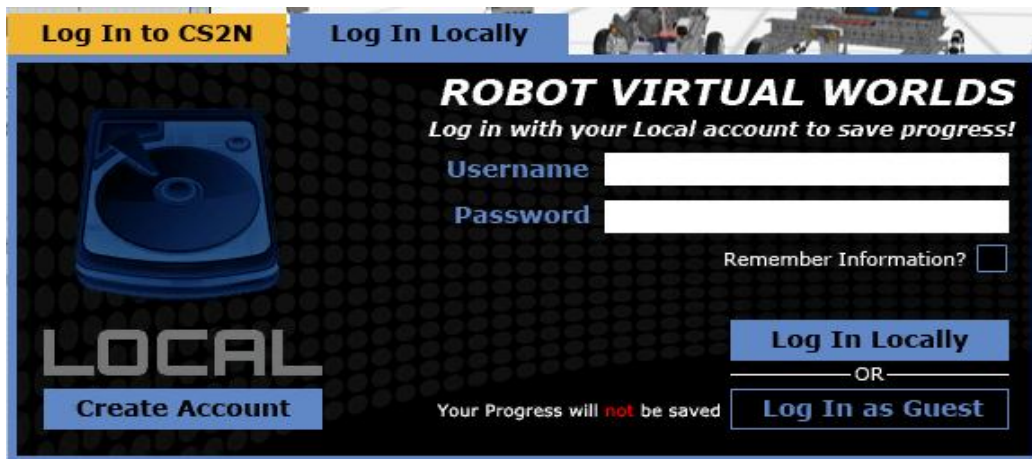 Log In to CS2N
Log In Locally
ROBOT VIRTUAL WORLDS
Log in with your Local account to save progress!
Username
Password
Remember Information?
LOCAL
Log In Locally
OR
Create Account
Your Progress will not be saved
Log In as Guest